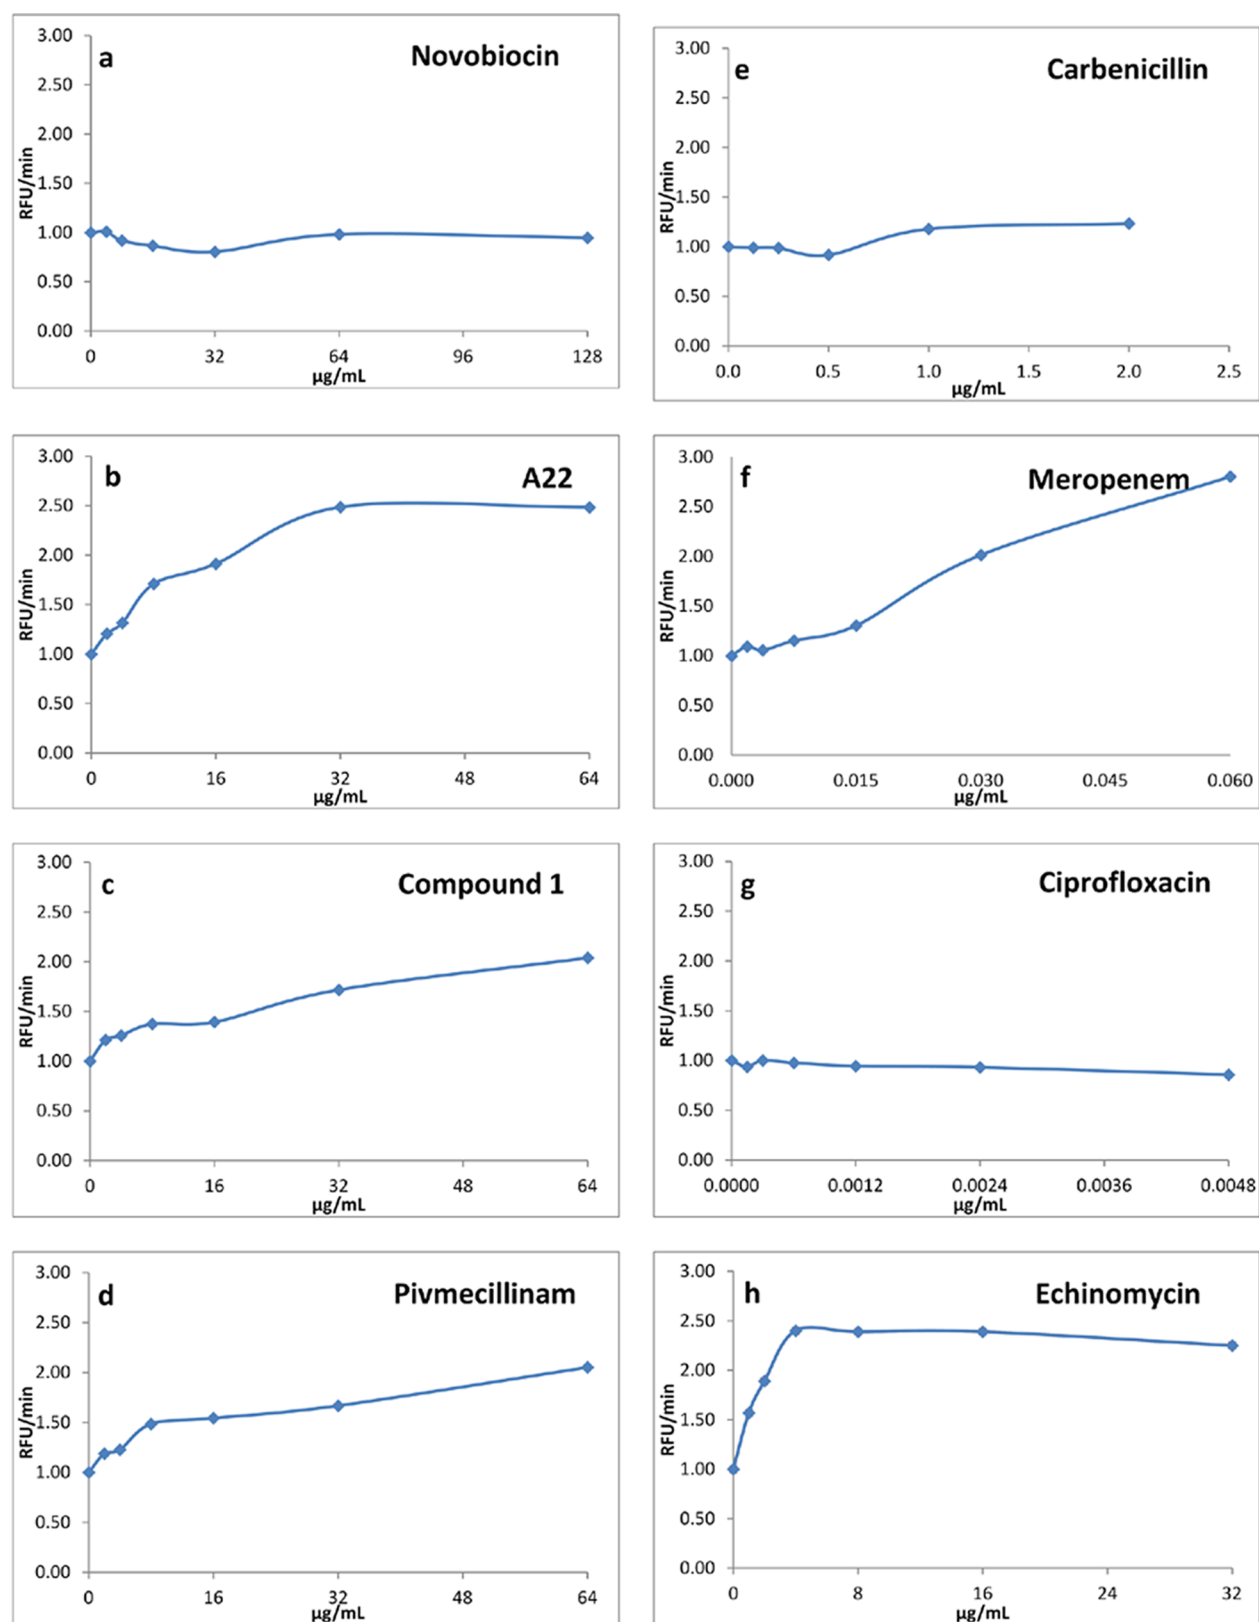 a Novobiocin
3.00
2.50
2.00
1.50
1.00
0.50
0.00
RFU/min
0 32 64 96 128
µg/mL
e Carbenicillin
3.00
2.50
2.00
1.50
1.00
0.50
0.00
RFU/min
0.0 0.5 1.0 1.5 2.0 2.5
µg/mL
b A22
3.00
2.50
2.00
1.50
1.00
0.50
0.00
RFU/min
0 16 32 48 64
µg/mL
f Meropenem
3.00
2.50
2.00
1.50
1.00
0.50
0.00
RFU/min
0.000 0.015 0.030 0.045 0.060
µg/mL
c Compound 1
3.00
2.50
2.00
1.50
1.00
0.50
0.00
RFU/min
0 16 32 48 64
µg/mL
g Ciprofloxacin
3.00
2.50
2.00
1.50
1.00
0.50
0.00
RFU/min
0.0000 0.0012 0.0024 0.0036 0.0048
µg/mL
d Pivmecillinam
3.00
2.50
2.00
1.50
1.00
0.50
0.00
RFU/min
0 16 32 48 64
µg/mL
h Echinomycin
3.00
2.50
2.00
1.50
1.00
0.50
0.00
RFU/min
0 8 16 24 32
µg/mL